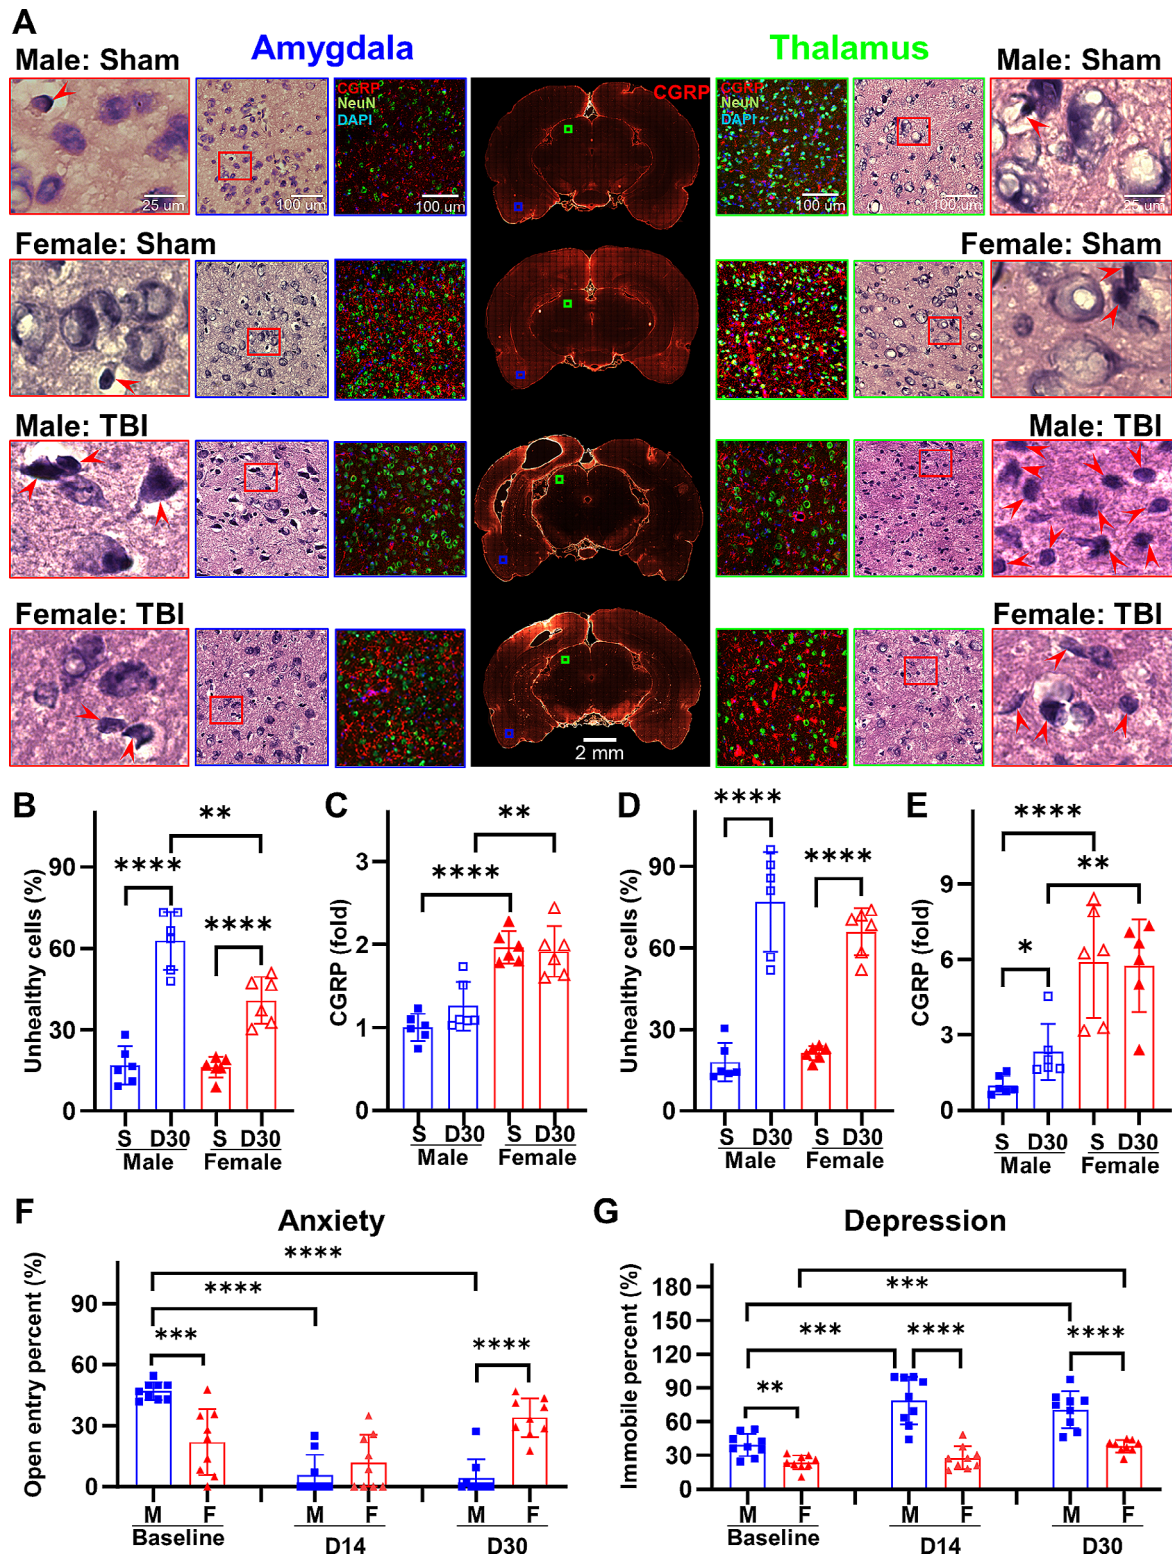 A
Amygdala
Thalamus
Male: Sham
Male: Sham
25 um
100 um
CGRP
NeuN
DAPI
100 um
CGRP
CGRP
NeuN
DAPI
100 um
100 um
25 um
Female: Sham
Female: Sham
Male: TBI
Male: TBI
Female: TBI
Female: TBI
2 mm
B
Unhealthy cells (%)
90
60
30
0
****
**
****
S D30 S D30
Male Female
C
CGRP (fold)
3
2
1
0
****
**
S D30 S D30
Male Female
D
Unhealthy cells (%)
90
60
30
0
****
****
S D30 S D30
Male Female
E
CGRP (fold)
9
6
3
0
****
**
*
S D30 S D30
Male Female
F
Anxiety
Open entry percent (%)
90
60
30
0
****
****
***
****
M F M F M F
Baseline D14 D30
G
Depression
Immobile percent (%)
180
150
120
90
60
30
0
***
***
****
****
**
M F M F M F
Baseline D14 D30